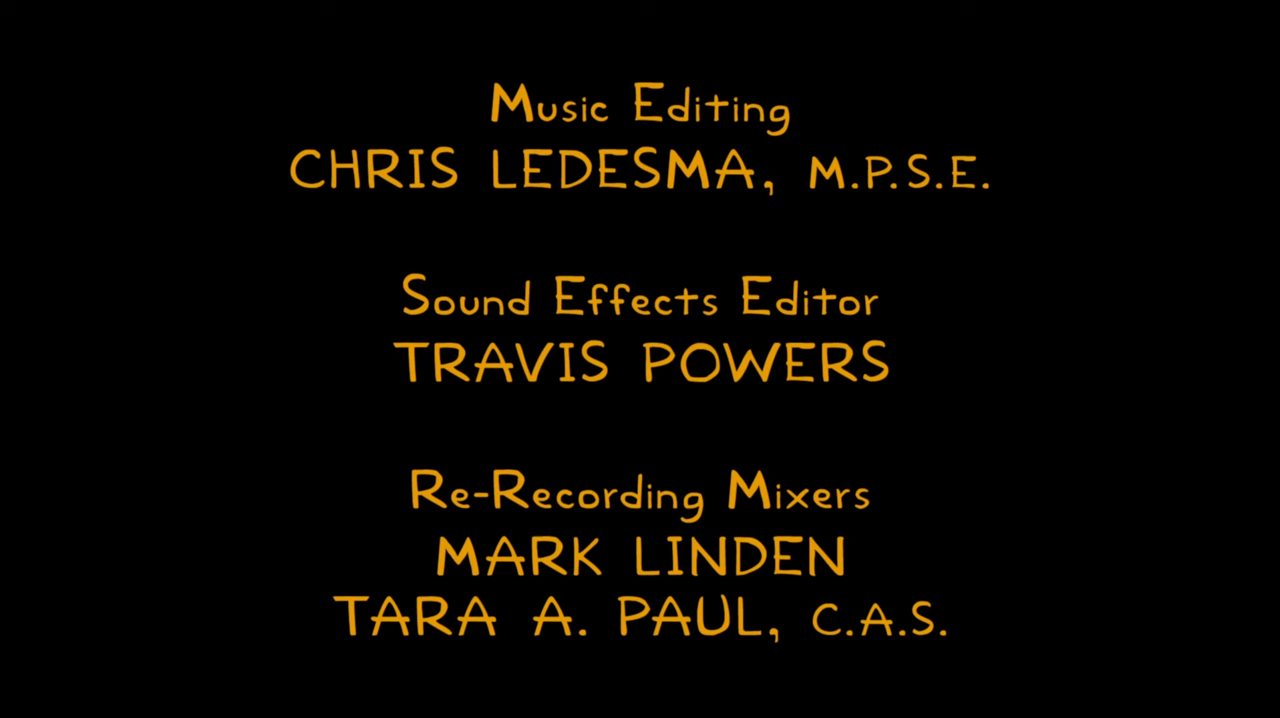 Music Editing
CHRIS LEDESMA, M.P.S.E.
Sound Effects Editor
TRAVIS POWERS
Re-Recording Mixers
MARK LINDEN
TARA A. PAUL, C.A.S.